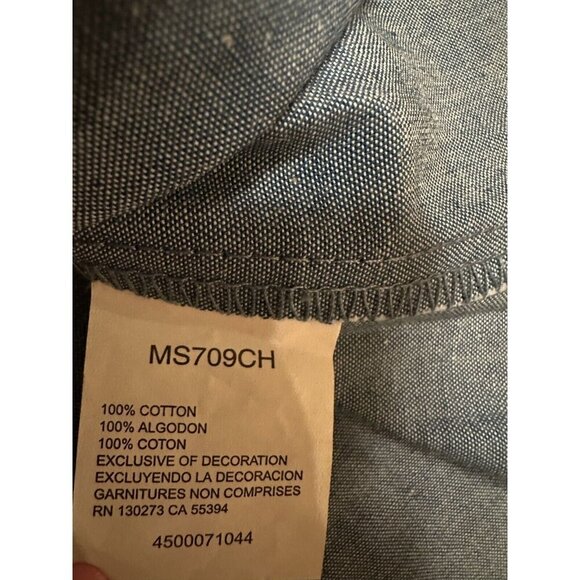 MS709CH
100% COTTON
100% ALGODON
100% COTON
EXCLUSIVE OF DECORATION
EXCLUYENDO LA DECORACION
GARNITURES NON COMPRISES
RN 130273 CA 55394
4500071044